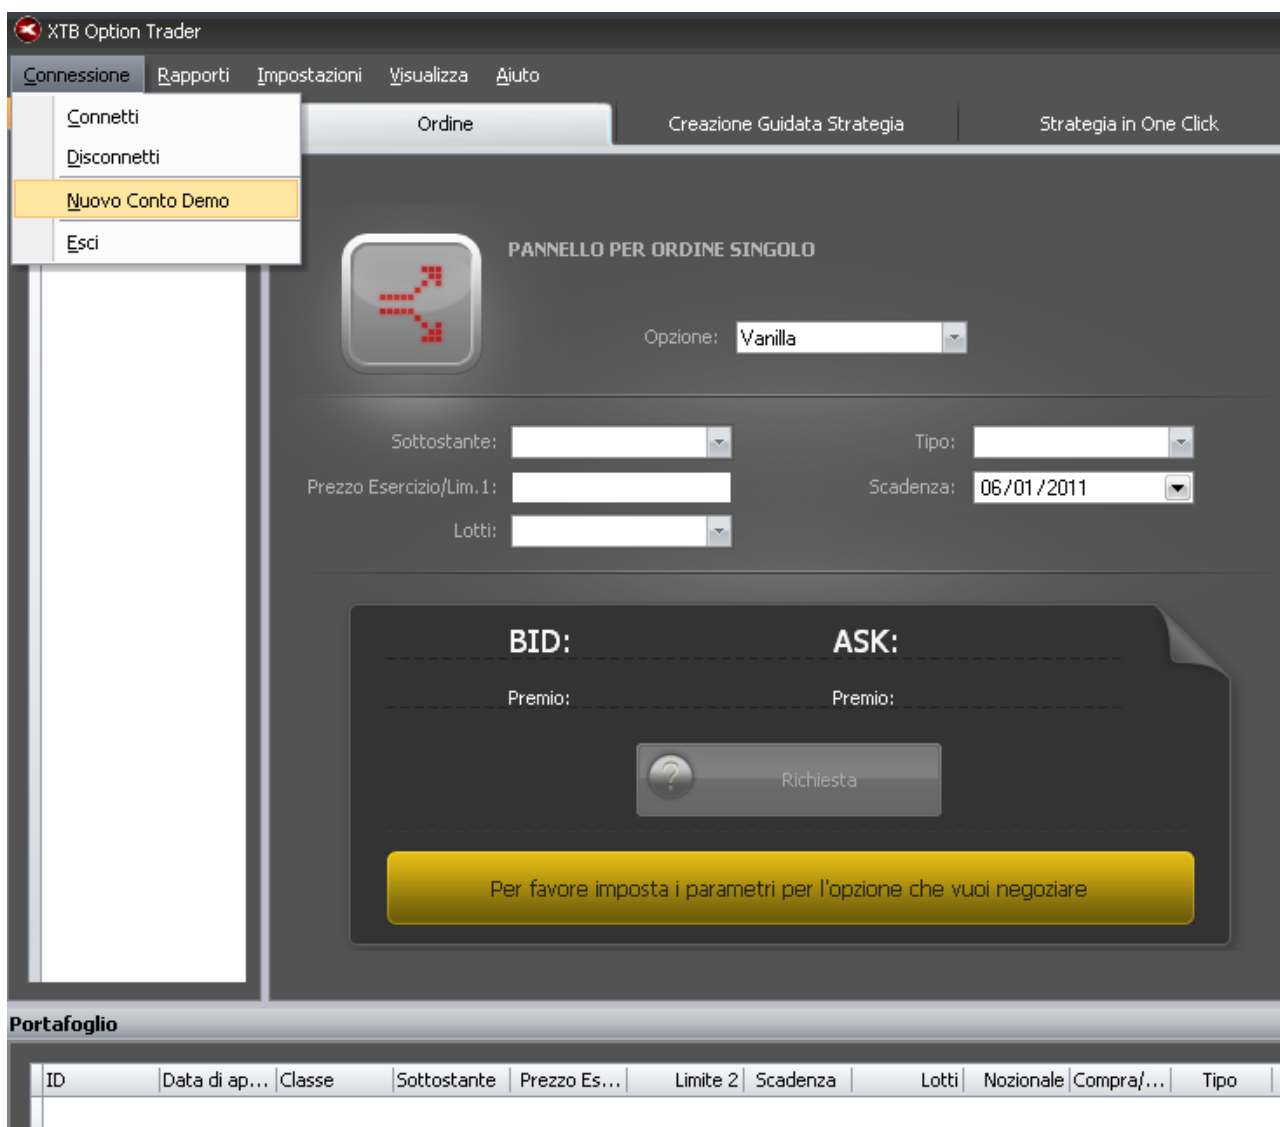 XTB Option Trader
Connessione Rapporti Impostazioni Visualizza Aiuto
Connetti
Disconnetti
Nuovo Conto Demo
Esci
Ordine Creazione Guidata Strategia Strategia in One Click
PANNELLO PER ORDINE SINGOLO
Opzione: Vanilla
Sottostante: Tipo:
Prezzo Esercizio/Lim.1: Scadenza: 06/01/2011
Lotti:
BID: ASK:
Premio: Premio:
? Richiesta
Per favore imposta i parametri per l'opzione che vuoi negoziare
Portafoglio
ID Data di ap... Classe Sottostante Prezzo Es... Limite 2 Scadenza Lotti Nozionale Compra/... Tipo